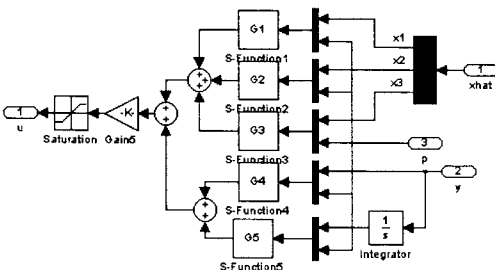 G1
S-Function1
x1
G2
x2
1
xhat
1
u
Saturation
-K-
Gain5
S-Function2
x3
G3
S-Function3
3
p
G4
S-Function4
2
y
G5
S-Function5
1
s
Integrator